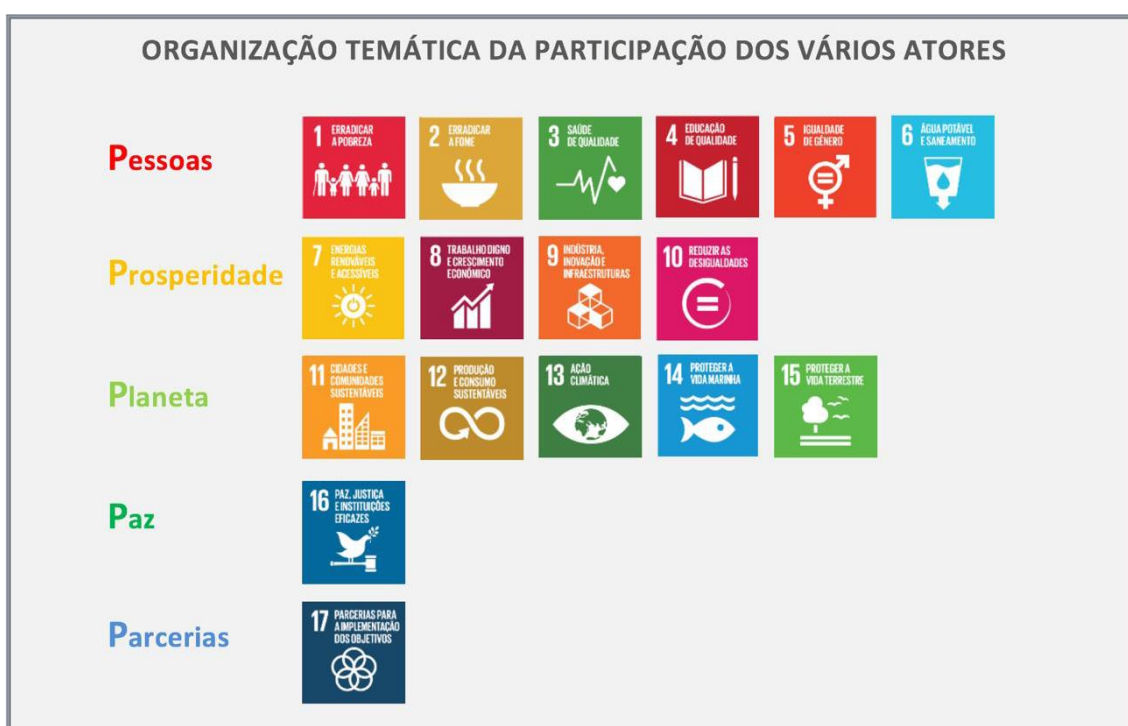 ORGANIZAÇÃO TEMÁTICA DA PARTICIPAÇÃO DOS VÁRIOS ATORES
Pessoas
1 ERRADICAR
A POBREZA
2 ERRADICAR
A FOME
3 SAÚDE
DE QUALIDADE
4 EDUCAÇÃO
DE QUALIDADE
5 IGUALDADE
DE GÉNERO
6 ÁGUA POTÁVEL
E SANEAMENTO
Prosperidade
7 ENERGIAS
RENOVÁVEIS
E ACESSÍVEIS
8 TRABALHO DIGNO
E CRESCIMENTO
ECONÓMICO
9 INDÚSTRIA,
INOVAÇÃO E
INFRAESTRUTURAS
10 REDUZIR AS
DESIGUALDADES
Planeta
11 CIDADES E
COMUNIDADES
SUSTENTÁVEIS
12 PRODUÇÃO
E CONSUMO
SUSTENTÁVEIS
13 AÇÃO
CLIMÁTICA
14 PROTEGER A
VIDA MARINHA
15 PROTEGER A
VIDA TERRESTRE
Paz
16 PAZ, JUSTIÇA
E INSTITUIÇÕES
EFICAZES
Parcerias
17 PARCERIAS PARA
A IMPLEMENTAÇÃO
DOS OBJETIVOS